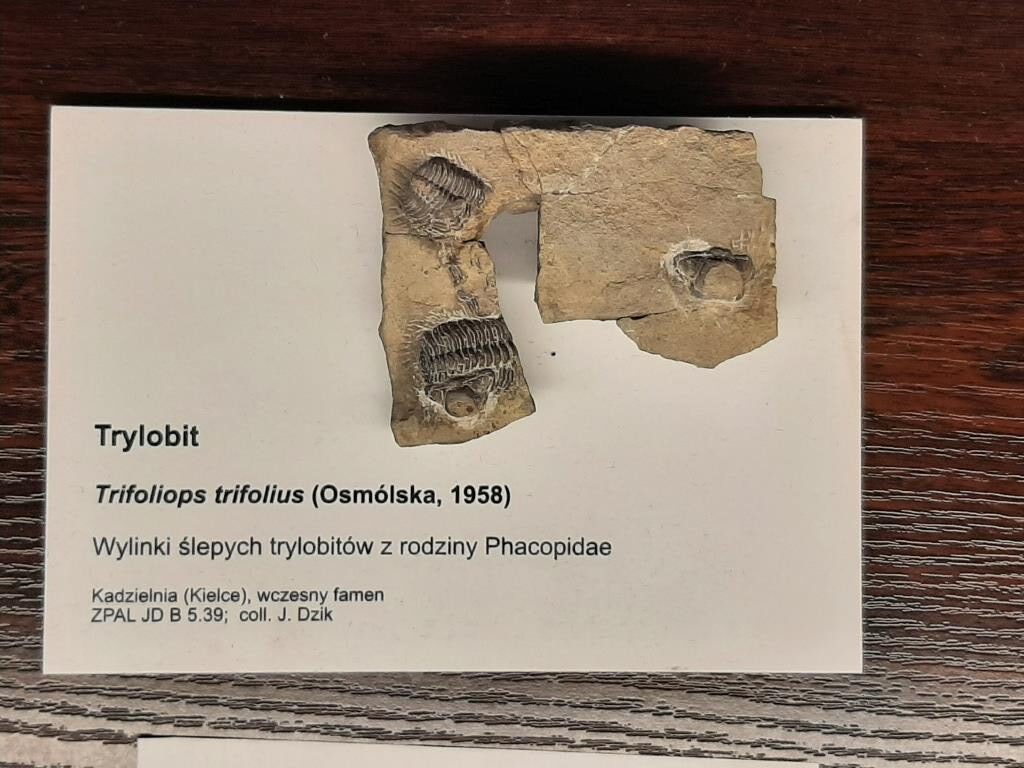 Trylobit
Trifoliops trifolius (Osmólska, 1958)
Wylinki ślepych trylobitów z rodziny Phacopidae
Kadzielnia (Kielce), wczesny famen
ZPAL JD B 5.39; coll. J. Dzik